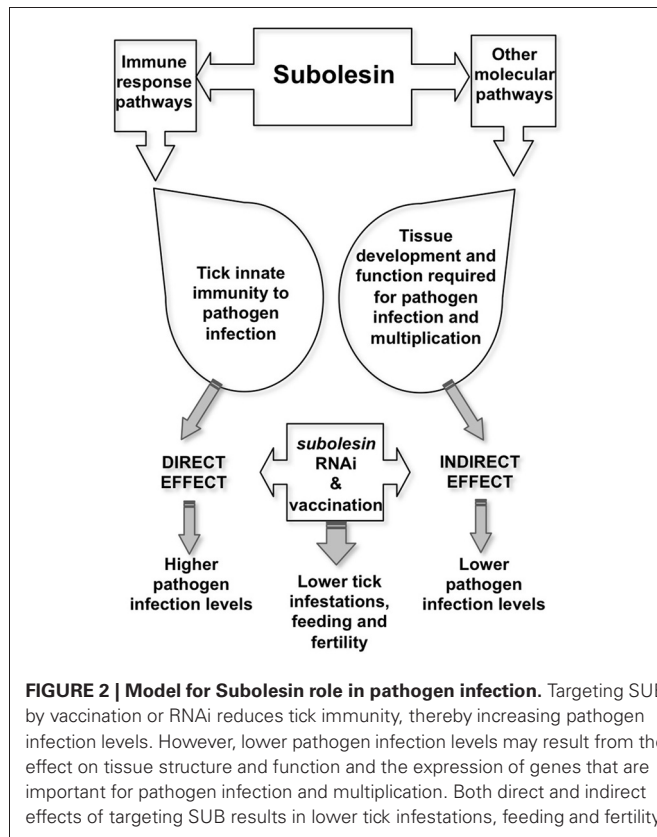 Immune
response
pathways
Subolesin
Other
molecular
pathways
Tick innate
immunity to
pathogen
infection
Tissue
development and
function required
for pathogen
infection and
multiplication
DIRECT
EFFECT
subolesin
RNAi
&
vaccination
INDIRECT
EFFECT
Higher
pathogen
infection levels
Lower tick
infestations,
feeding and
fertility
Lower
pathogen
infection levels
FIGURE 2 | Model for Subolesin role in pathogen infection. Targeting SUB
by vaccination or RNAi reduces tick immunity, thereby increasing pathogen
infection levels. However, lower pathogen infection levels may result from the
effect on tissue structure and function and the expression of genes that are
important for pathogen infection and multiplication. Both direct and indirect
effects of targeting SUB results in lower tick infestations, feeding and fertility